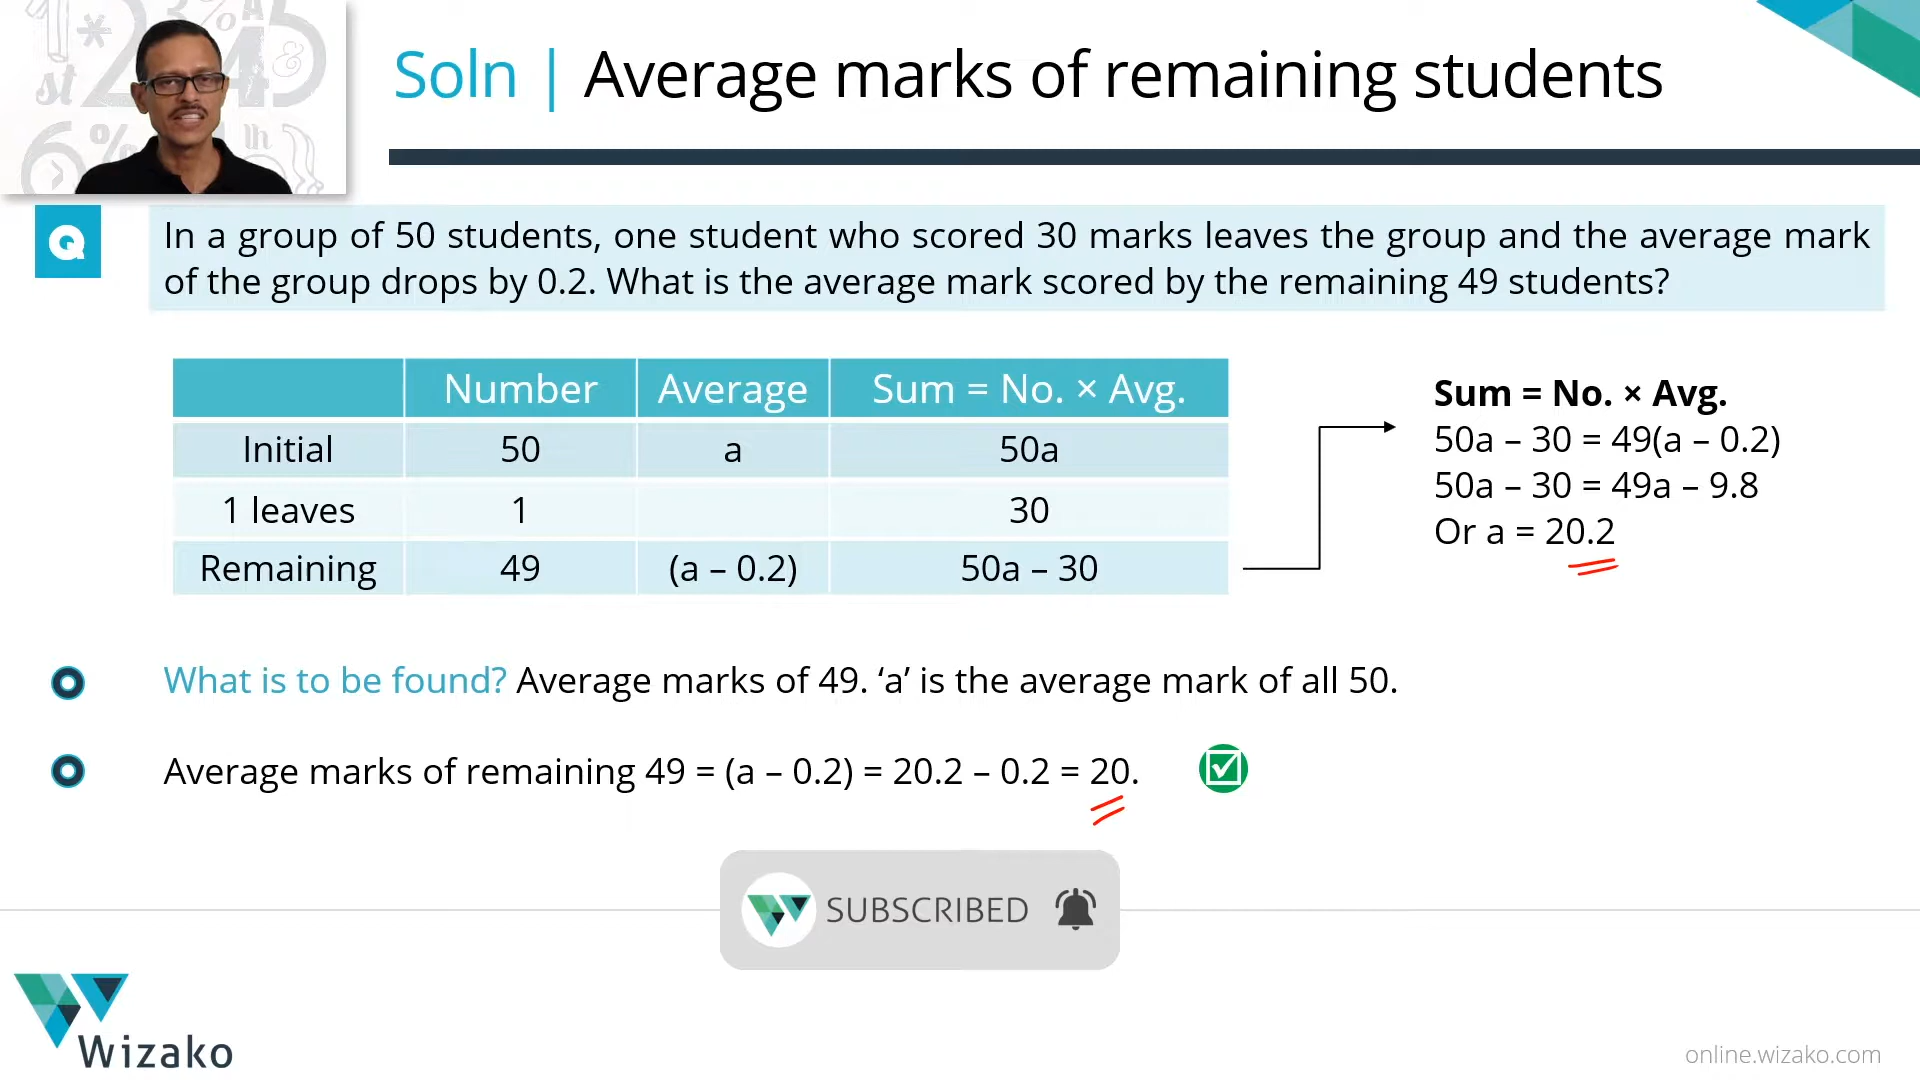 Soln | Average marks of remaining students
Q
In a group of 50 students, one student who scored 30 marks leaves the group and the average mark
of the group drops by 0.2. What is the average mark scored by the remaining 49 students?
Number Average Sum = No. × Avg.
Initial 50 a 50a
1 leaves 1 30
Remaining 49 (a – 0.2) 50a – 30
Sum = No. × Avg.
50a – 30 = 49(a – 0.2)
50a – 30 = 49a – 9.8
Or a = 20.2
What is to be found? Average marks of 49. ‘a’ is the average mark of all 50.
Average marks of remaining 49 = (a – 0.2) = 20.2 – 0.2 = 20.
SUBSCRIBED
Wizako
online.wizako.com